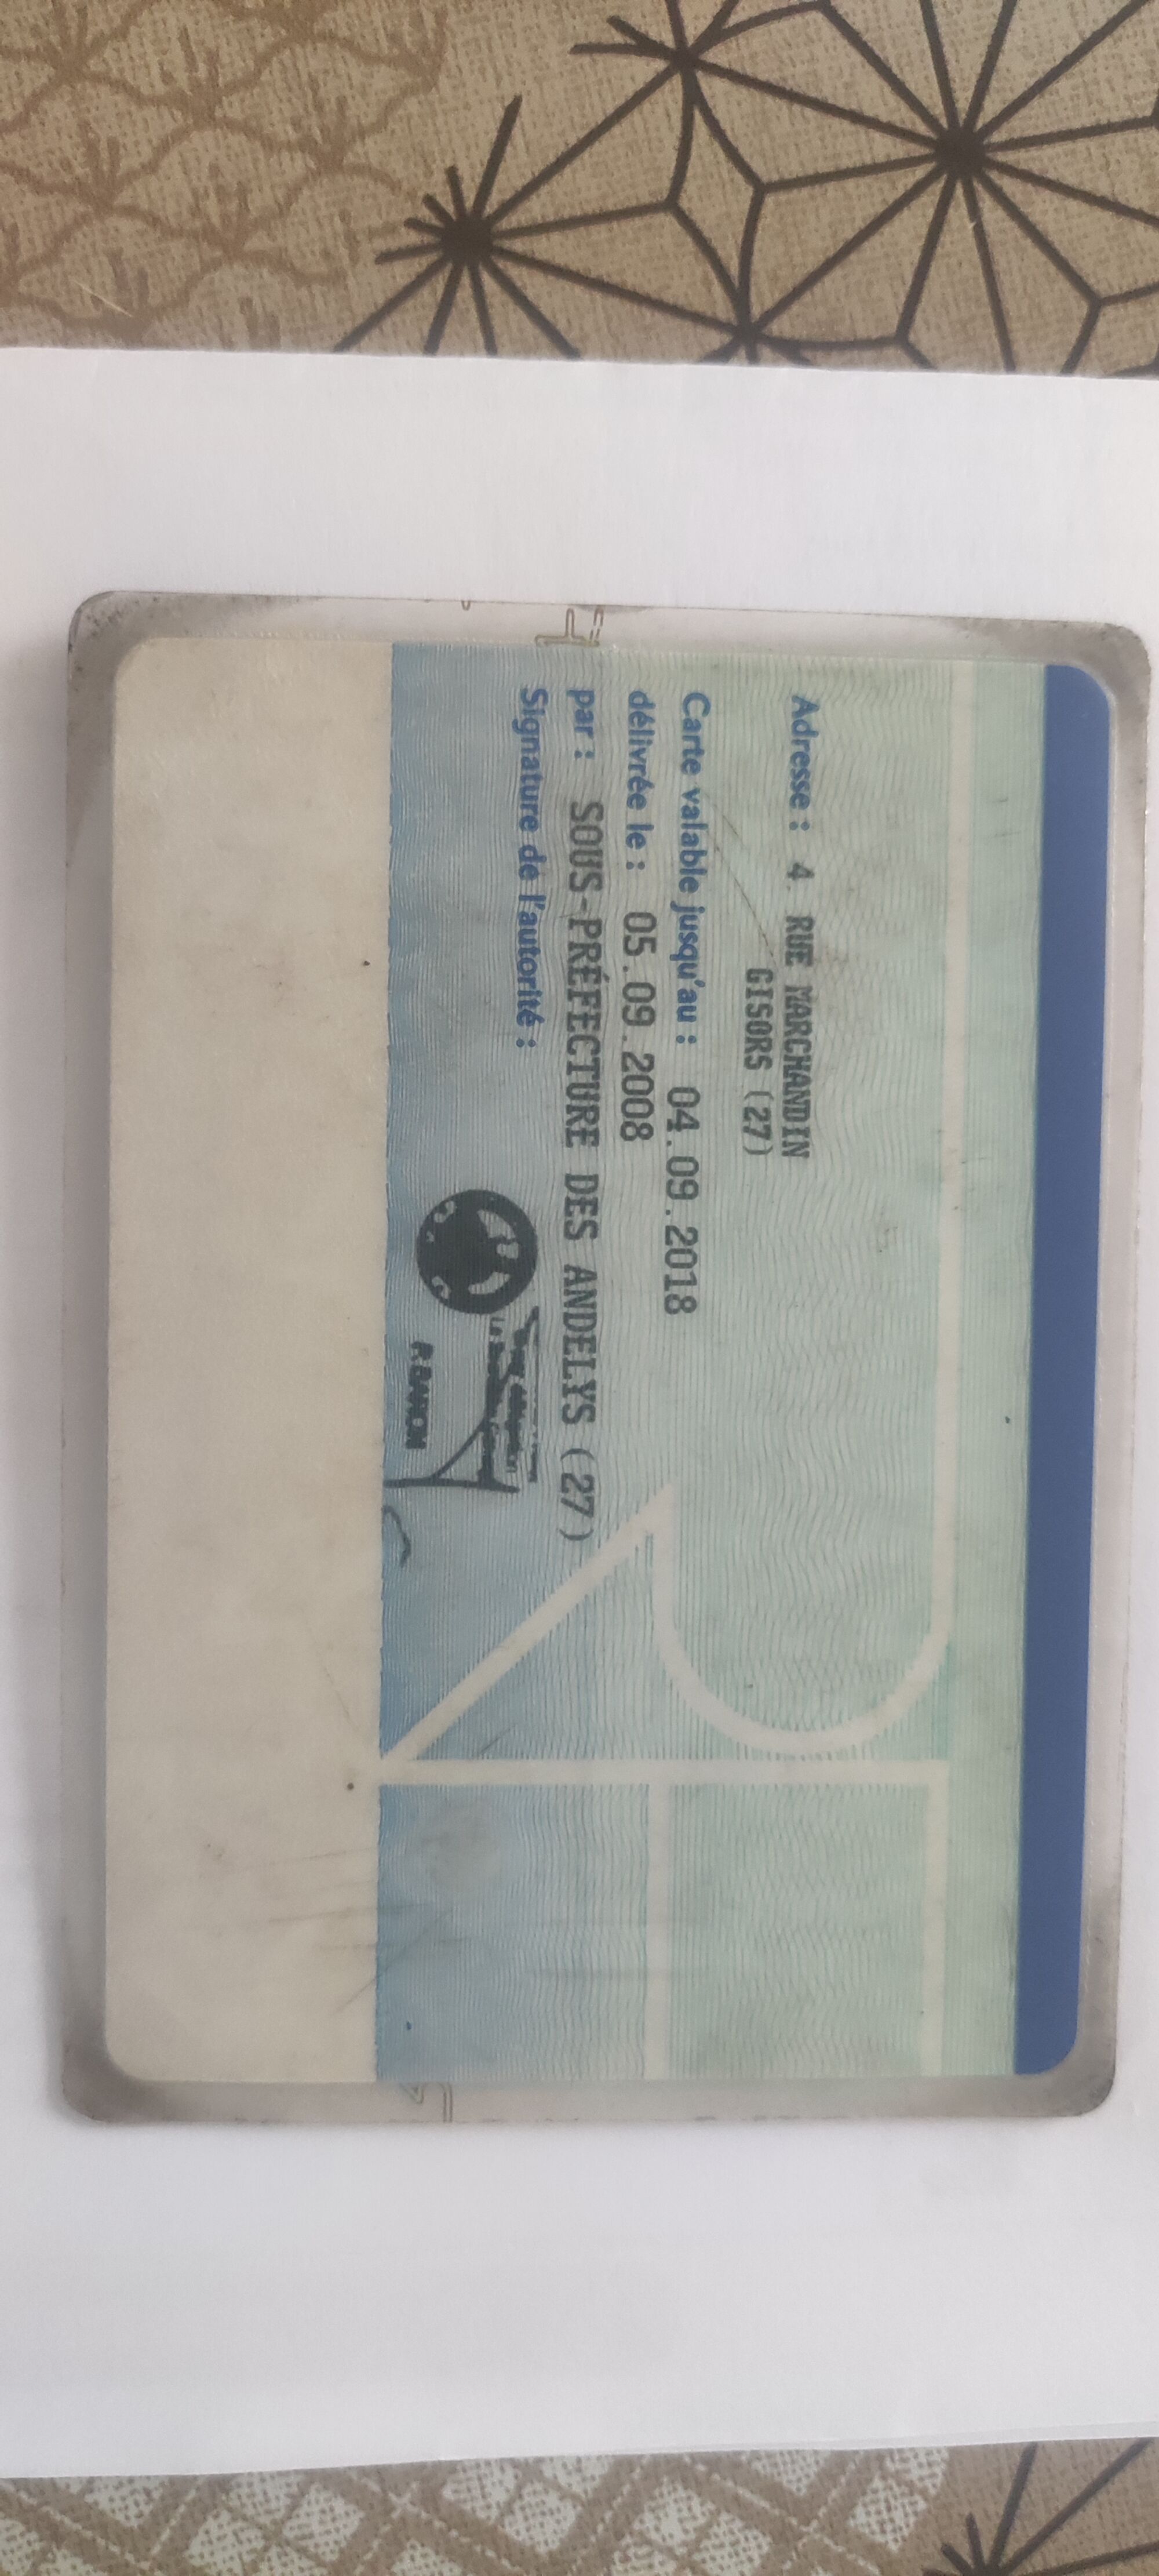 Adresse : 4 RUE MARCHANDIN
GISORS (27)
Carte valable jusqu'au : 04.09.2018
délivrée le : 05.09.2008
par : SOUS-PRÉFECTURE DES ANDELYS (27)
Signature de l'autorité :